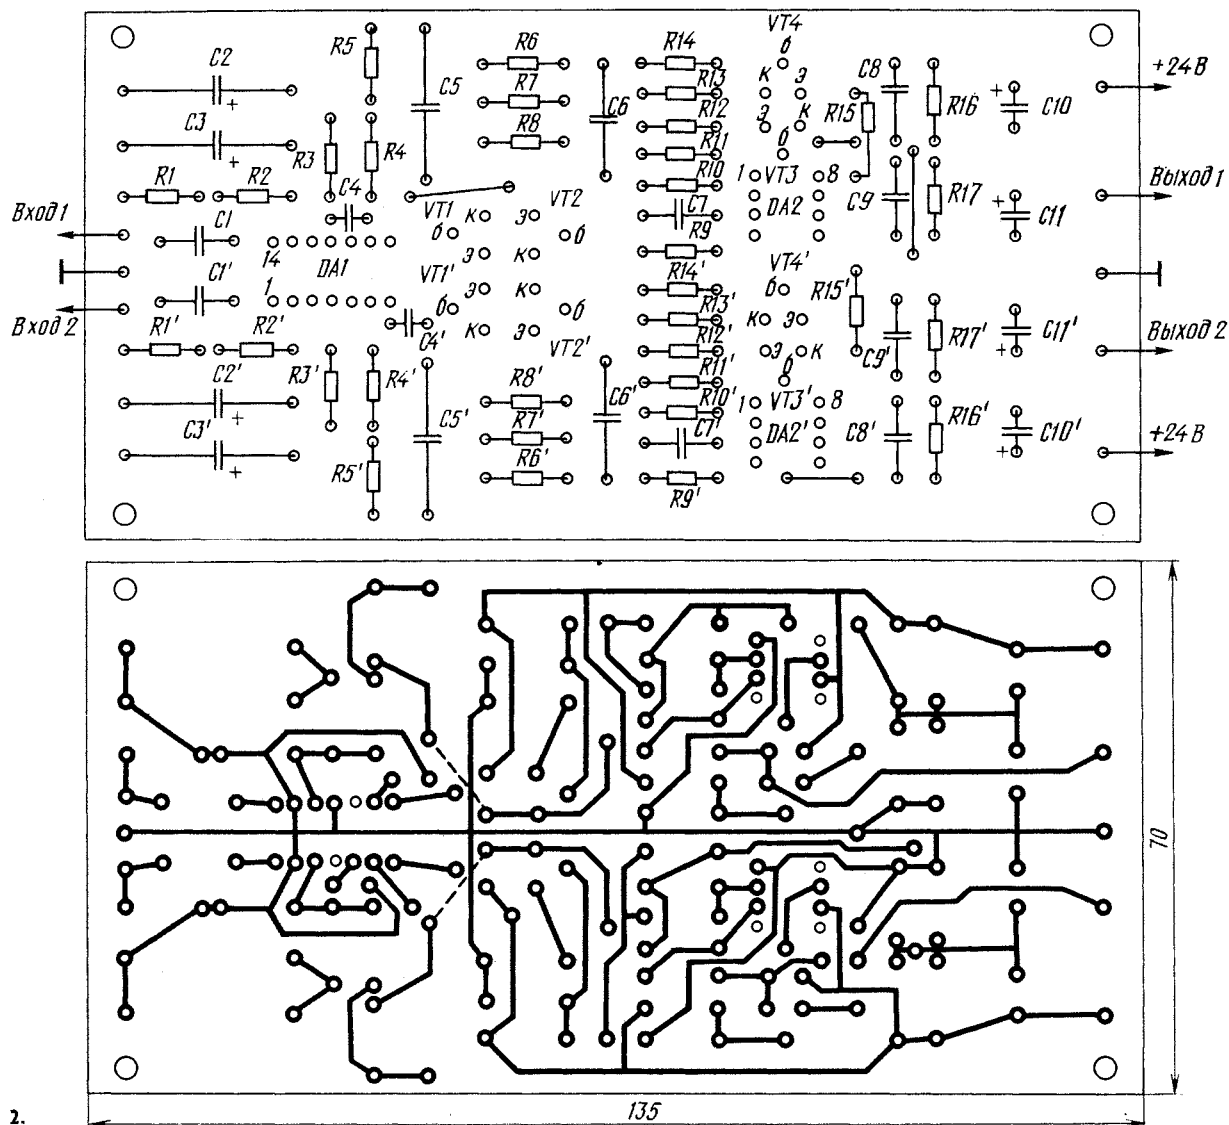 VT4
R5
R6
R14
б
+24В
C2
C5
R7
к
э
R13
C8
+
+
C3
R8
C6
R12
R15
R16
C10
э
к
R3
R4
R11
б
+
R1
R2
C4
R10
1
VT3
8
Выход 1
Вход 1
VT1
к
э
VT2
C7
DA2
C9
R17
+
C11
C1
б
б
R9
14
DA1
VT1'
э
к
VT4'
C1'
э
к
R14'
б
R15'
1
б
б
R13'
к
э
Вход 2
R1'
R2'
C4'
к
э
R12'
э
к
C9'
R17'
C11'
Выход 2
+
VT2'
C2'
R3'
R4'
R8'
C6'
R11'
б
+
R10'
1
VT3'
8
R16'
C3'
C5'
R7'
C7'
DA2'
C8'
C10'
+24В
+
R5'
R6'
R9'
+
70
2.
135